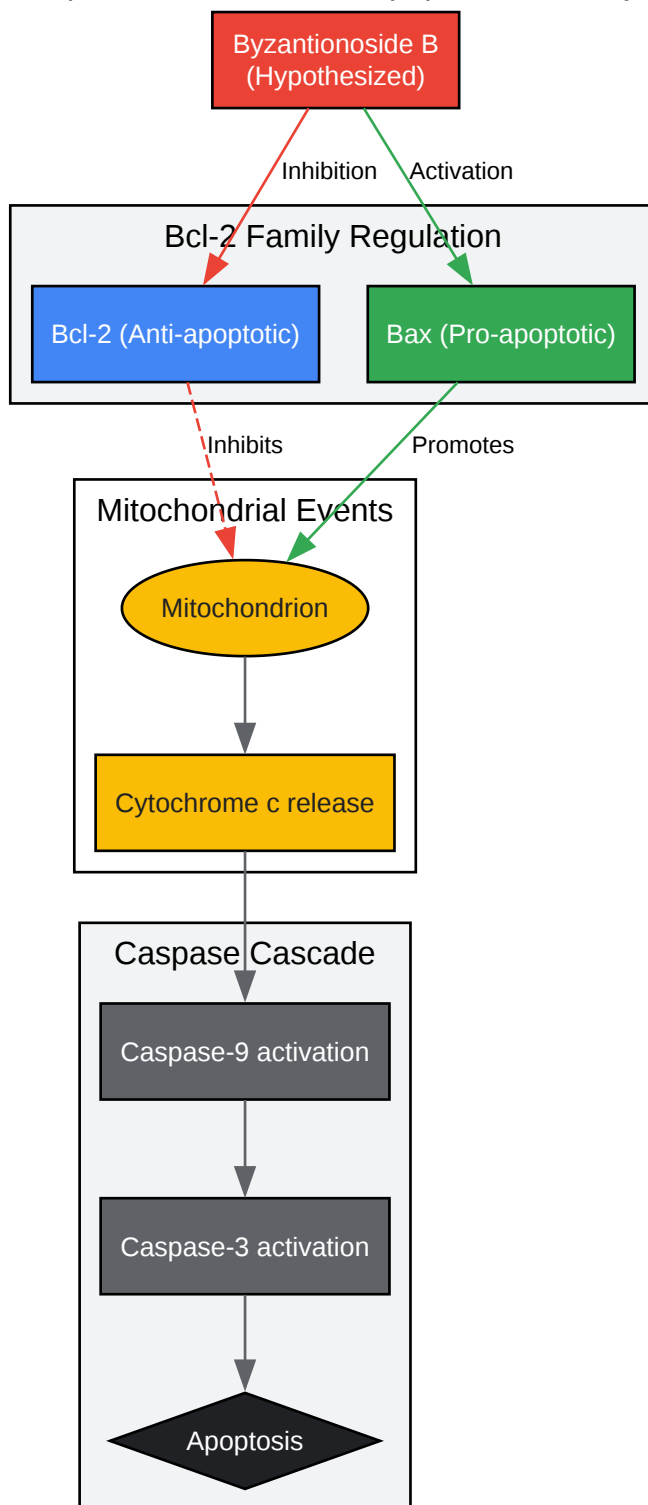 Byzantionoside B
(Hypothesized)
Inhibition
Activation
Bcl-2 Family Regulation
Bcl-2 (Anti-apoptotic)
Bax (Pro-apoptotic)
Inhibits
Promotes
Mitochondrial Events
Mitochondrion
Cytochrome c release
Caspase Cascade
Caspase-9 activation
Caspase-3 activation
Apoptosis